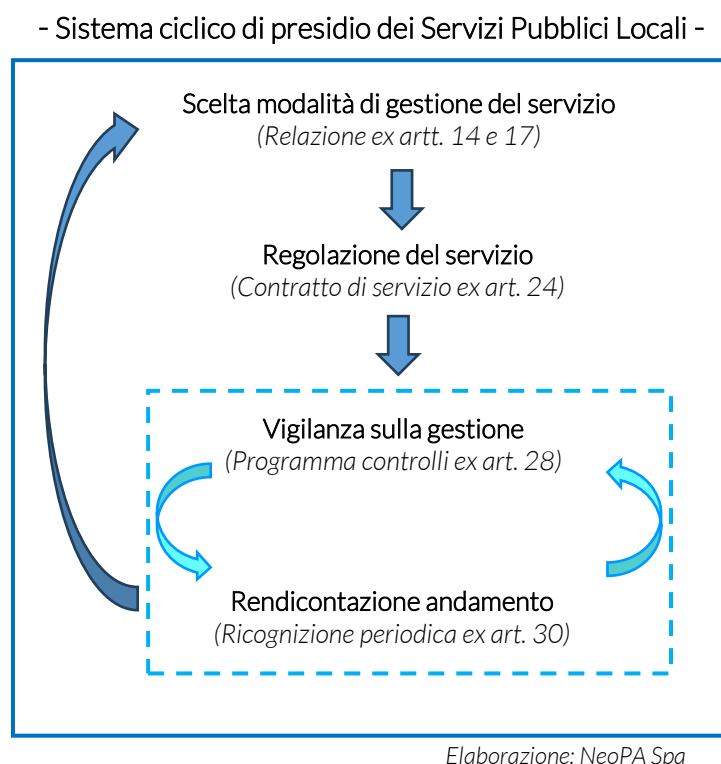 - Sistema ciclico di presidio dei Servizi Pubblici Locali -
Scelta modalità di gestione del servizio
(Relazione ex artt. 14 e 17)
Regolazione del servizio
(Contratto di servizio ex art. 24)
Vigilanza sulla gestione
(Programma controlli ex art. 28)
Rendicontazione andamento
(Ricognizione periodica ex art. 30)
Elaborazione: NeoPA Spa